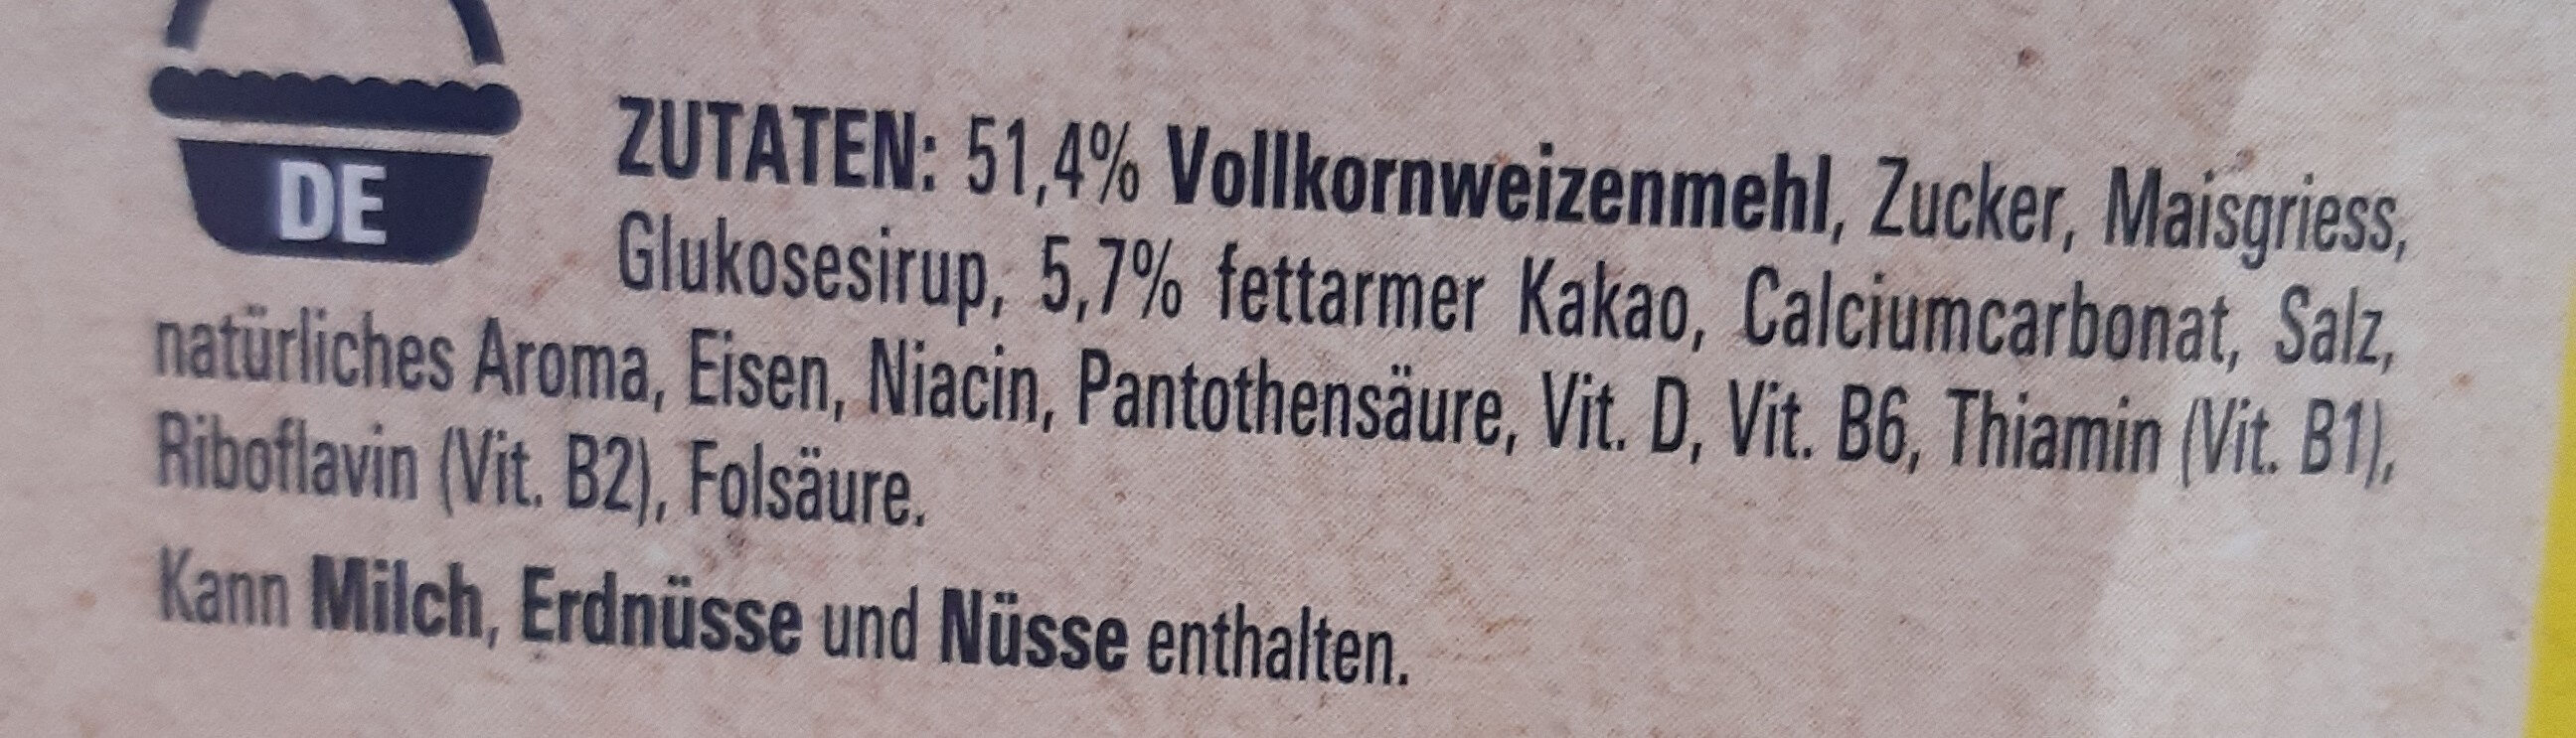 DE
ZUTATEN: 51,4% Vollkornweizenmehl, Zucker, Maisgriess,
Glukosesirup, 5,7% fettarmer Kakao, Calciumcarbonat, Salz,
natürliches Aroma, Eisen, Niacin, Pantothensäure, Vit. D, Vit. B6, Thiamin (Vit. B1),
Riboflavin (Vit. B2), Folsäure.
Kann Milch, Erdnüsse und Nüsse enthalten.